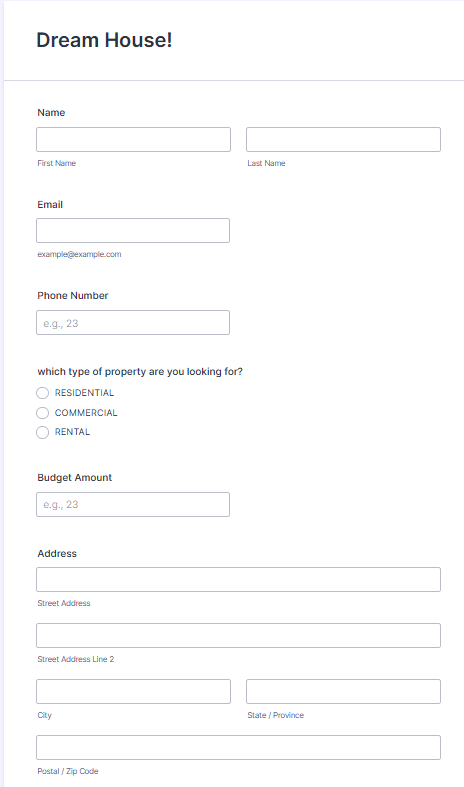 Dream House!
Name
First Name Last Name
Email
example@example.com
Phone Number
e.g., 23
which type of property are you looking for?
RESIDENTIAL
COMMERCIAL
RENTAL
Budget Amount
e.g., 23
Address
Street Address
Street Address Line 2
City State / Province
Postal / Zip Code